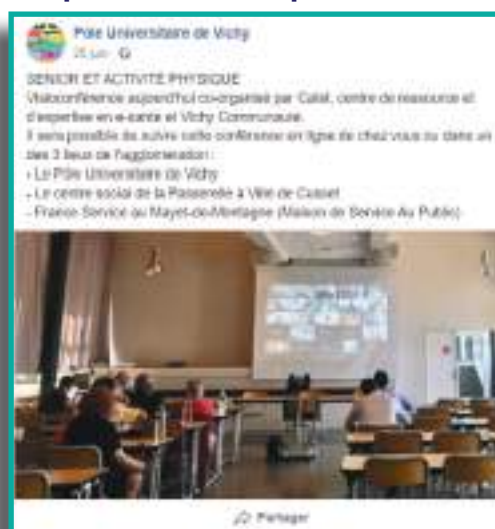 Pôle Universitaire de Vichy
SENIOR ET ACTIVITÉ PHYSIQUE
Visioconférence aujourd'hui co-organisé par Calait, centre de ressource et
d'expertise en e-santé et Vichy Communauté.
Il sera possible de suivre cette conférence en ligne de chez vous ou dans un
des 3 lieux de l'agglomération :
- Le Pôle Universitaire de Vichy
- Le centre social de la Passerelle à Ville de Cusset
- France Service au Mayet-de-Montagne (Maison de Service Au Public)
Partager